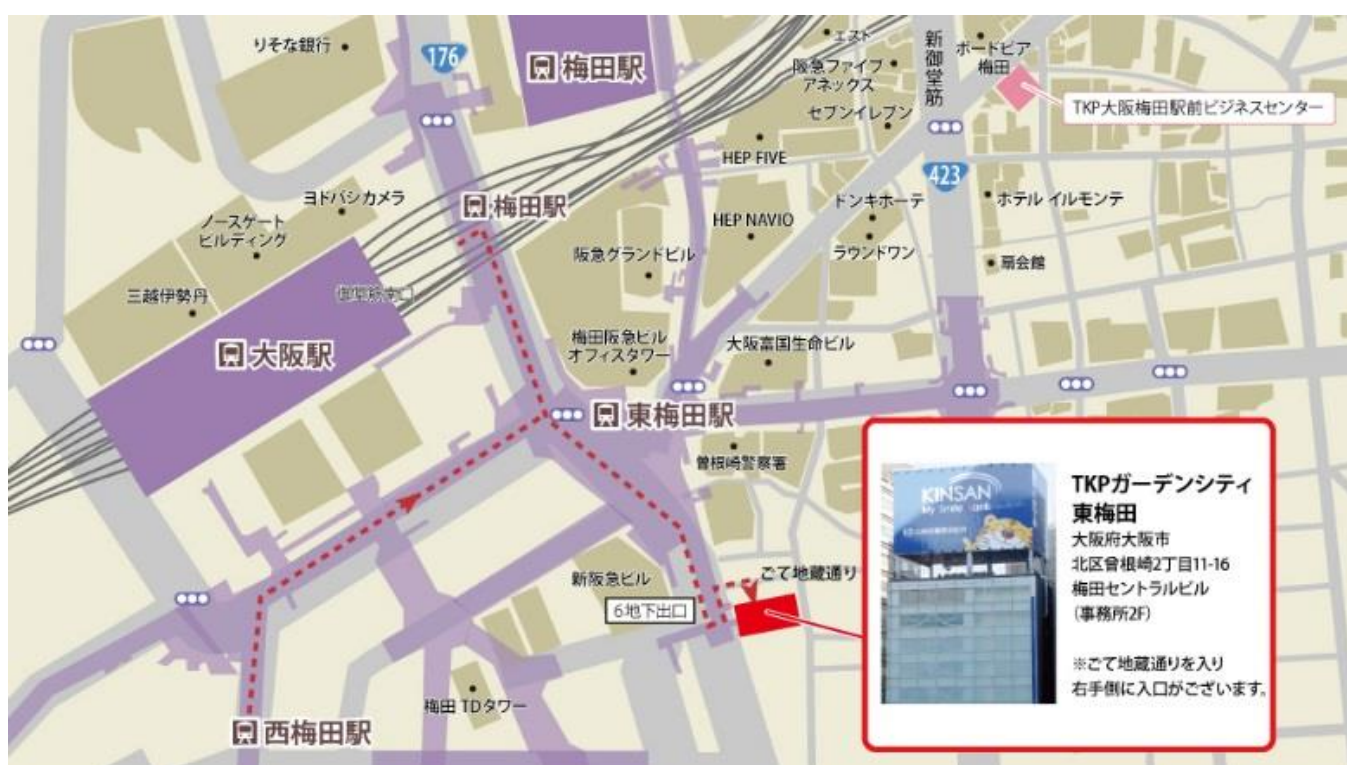 りそな銀行
176
梅田駅
エスト
新御堂筋
ボードピア
梅田
阪急ファイブ
アネックス
TKP大阪梅田駅前ビジネスセンター
セブンイレブン
HEP FIVE
423
ヨドバシカメラ
梅田駅
ドンキホーテ
ホテル イルモンテ
ノースゲート
ビルディング
HEP NAVIO
阪急グランドビル
ラウンドワン
扇会館
三越伊勢丹
御堂筋南口
大阪駅
梅田阪急ビル
オフィスタワー
大阪富国生命ビル
東梅田駅
曽根崎警察署
KINSAN
My Smile Bank
TKPガーデンシティ
東梅田
大阪府大阪市
北区曾根崎2丁目11-16
梅田セントラルビル
(事務所2F)
※ごて地蔵通りを入り
右手側に入口がございます。
新阪急ビル
ごて地蔵通り
6地下出口
梅田 TDタワー
西梅田駅